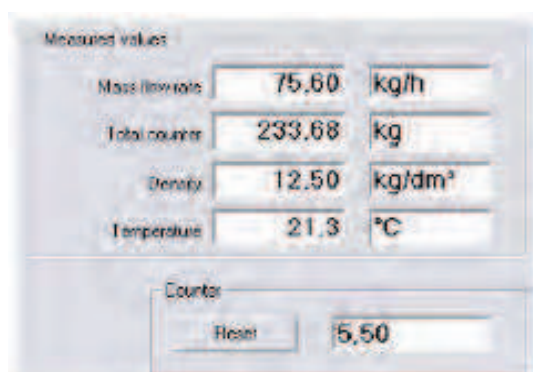 Measured values
Mass flowrate 75.60 kg/h
Total counter 233.68 kg
Density 12.50 kg/dm³
Temperature 21.3 °C
Counter
Reset 5,50